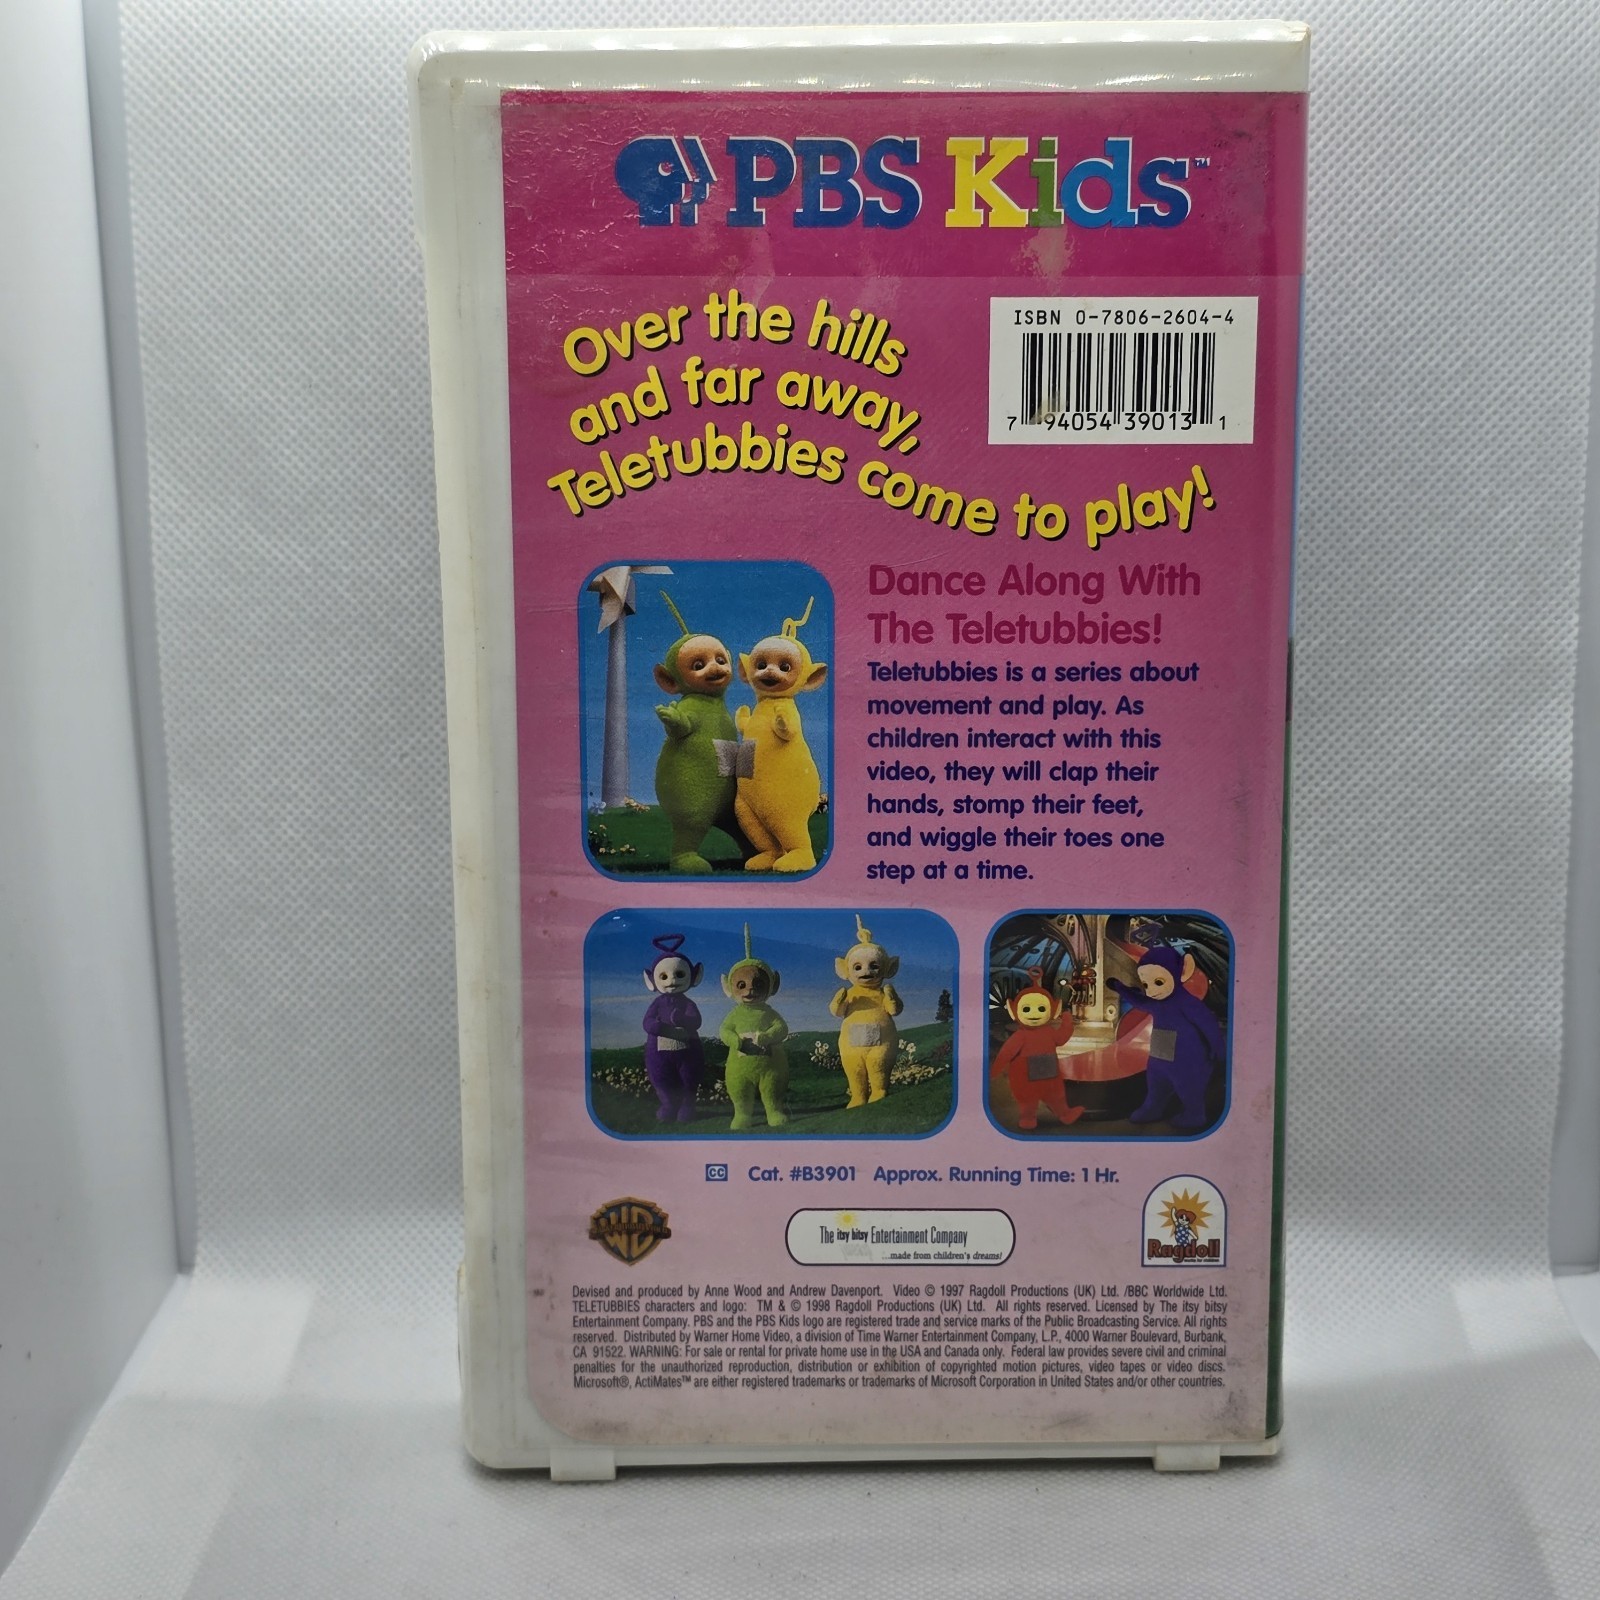 PBS Kids™
Over the hills
and far away,
Teletubbies come to play!
ISBN 0-7806-2604-4
7 94054 39013 1
Dance Along With
The Teletubbies!
Teletubbies is a series about
movement and play. As
children interact with this
video, they will clap their
hands, stomp their feet,
and wiggle their toes one
step at a time.
CC Cat. #B3901 Approx. Running Time: 1 Hr.
WB
The itsy bitsy Entertainment Company
...made from children's dreams!
Ragdoll
Devised and produced by Anne Wood and Andrew Davenport. Video © 1997 Ragdoll Productions (UK) Ltd. /BBC Worldwide Ltd.
TELETUBBIES characters and logo: TM & © 1998 Ragdoll Productions (UK) Ltd. All rights reserved. Licensed by The itsy bitsy
Entertainment Company. PBS and the PBS Kids logo are registered trade and service marks of the Public Broadcasting Service. All rights
reserved. Distributed by Warner Home Video, a division of Time Warner Entertainment Company, L.P., 4000 Warner Boulevard, Burbank,
CA 91522. WARNING: For sale or rental for private home use in the USA and Canada only. Federal law provides severe civil and criminal
penalties for the unauthorized reproduction, distribution or exhibition of copyrighted motion pictures, video tapes or video discs.
Microsoft®, ActiMates™ are either registered trademarks or trademarks of Microsoft Corporation in United States and/or other countries.